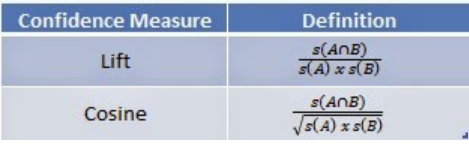 Confidence Measure Definition
Lift s(A∩B) / s(A) x s(B)
Cosine s(A∩B) / √s(A) x s(B)